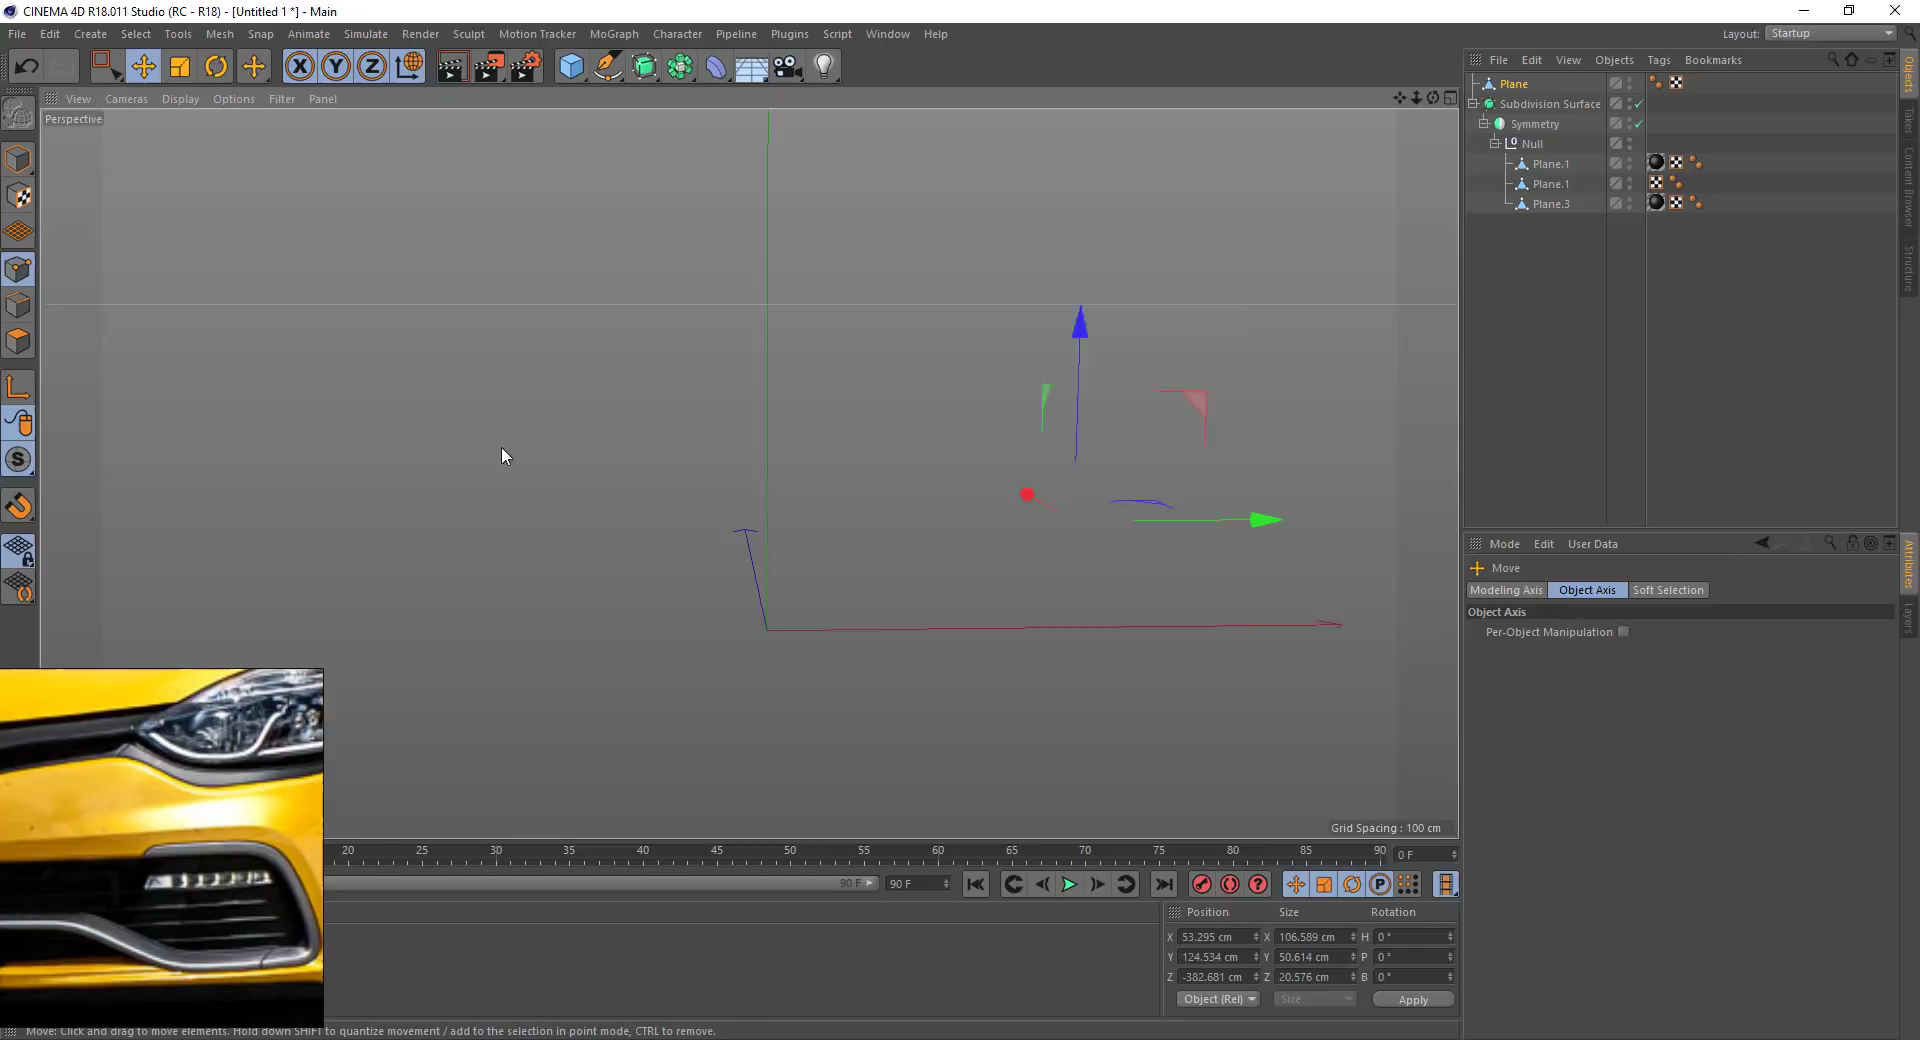 CINEMA 4D R18.011 Studio (RC - R18) - [Untitled 1 *] - Main
File Edit Create Select Tools Mesh Snap Animate Simulate Render Sculpt Motion Tracker MoGraph Character Pipeline Plugins Script Window Help
Layout: Startup
View Cameras Display Options Filter Panel
Perspective
Grid Spacing : 100 cm
File Edit View Objects Tags Bookmarks
Plane
Subdivision Surface
Symmetry
Null
Plane.1
Plane.1
Plane.3
Objects
Takes
Content Browser
Structure
Mode Edit User Data
Move
Modeling Axis Object Axis Soft Selection
Object Axis
Per-Object Manipulation
Attributes
Layers
20 25 30 35 40 45 50 55 60 65 70 75 80 85 90 0 F
90 F 90 F
Position Size Rotation
X 53.295 cm X 106.589 cm H 0 °
Y 124.534 cm Y 50.614 cm P 0 °
Z -382.681 cm Z 20.576 cm B 0 °
Object (Rel) Size Apply
Move: Click and drag to move elements. Hold down SHIFT to quantize movement / add to the selection in point mode, CTRL to remove.